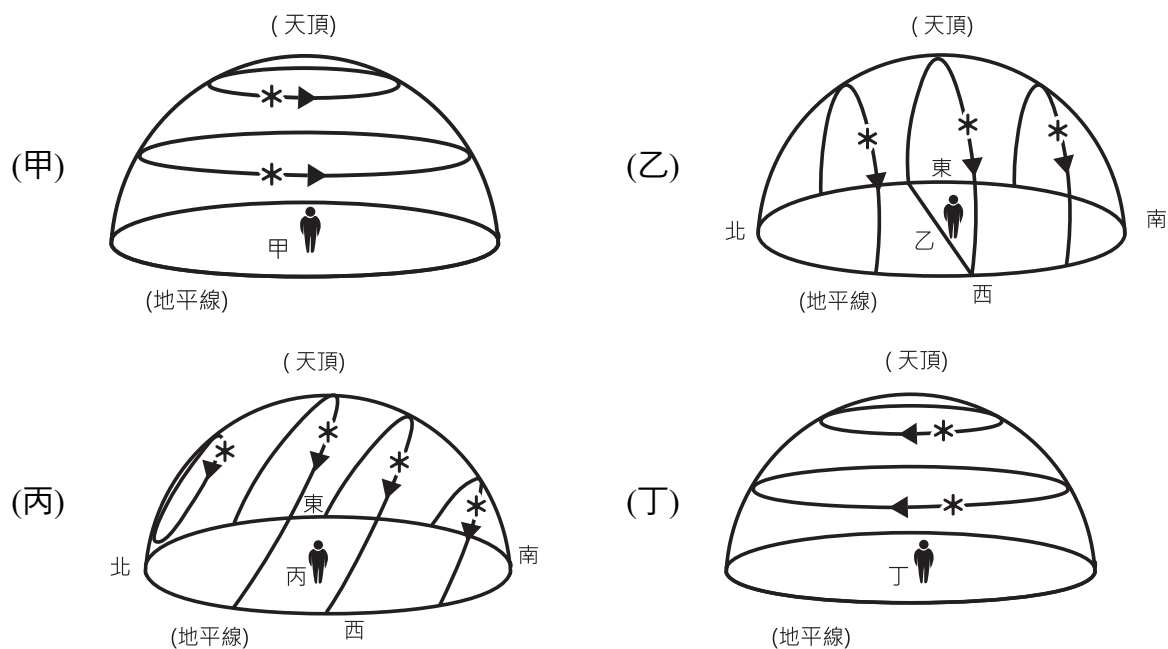 (天頂)
(甲)
甲
(地平線)
(天頂)
(乙)
東
北
南
乙
西
(地平線)
(天頂)
(丙)
東
北
南
丙
西
(地平線)
(天頂)
(丁)
丁
(地平線)